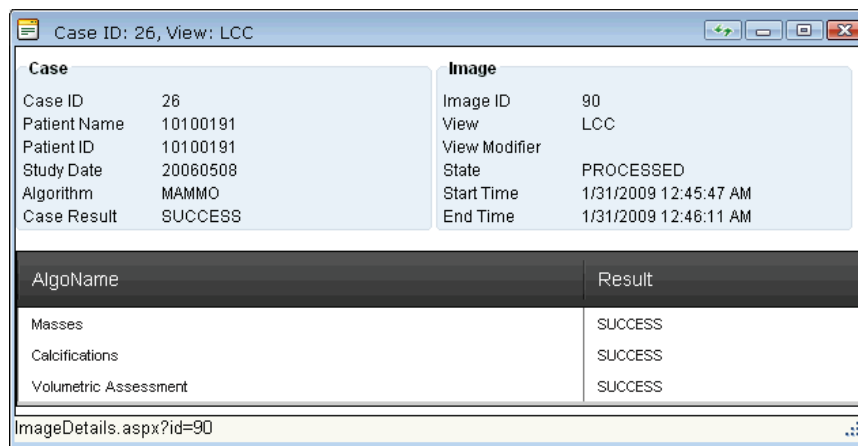 Case ID: 26, View: LCC
Case
Case ID 26
Patient Name 10100191
Patient ID 10100191
Study Date 20060508
Algorithm MAMMO
Case Result SUCCESS
Image
Image ID 90
View LCC
View Modifier
State PROCESSED
Start Time 1/31/2009 12:45:47 AM
End Time 1/31/2009 12:46:11 AM
AlgoName Result
Masses SUCCESS
Calcifications SUCCESS
Volumetric Assessment SUCCESS
ImageDetails.aspx?id=90